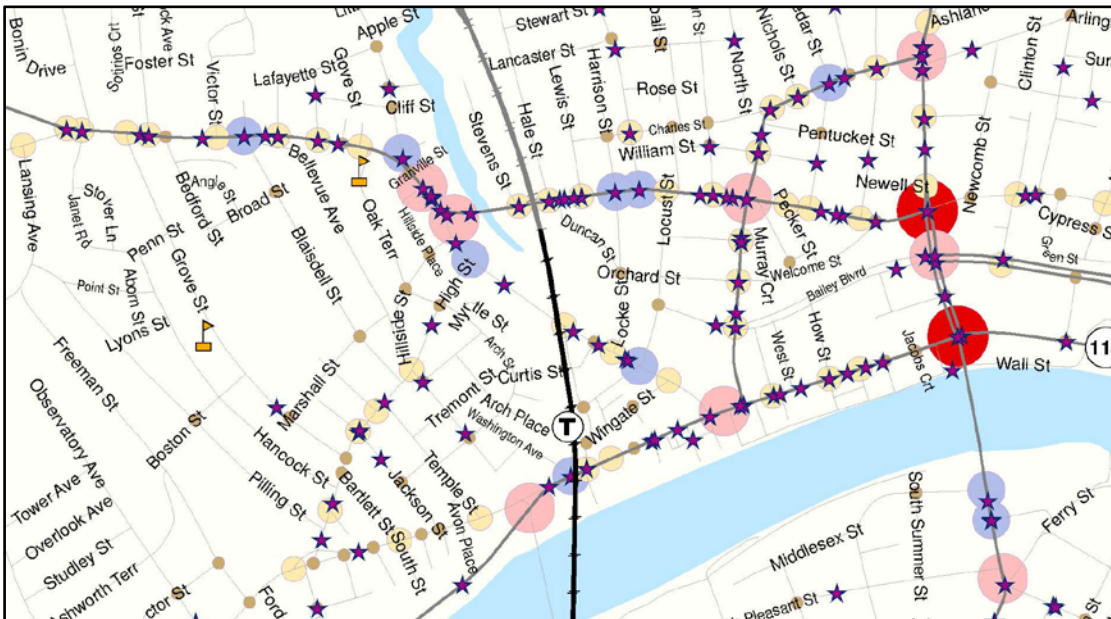 Apple St
Stewart St
Ashland
Arling
Bonin Drive
Foster St
Lancaster St
Victor St
Lafayette St
Gove St
Cliff St
Stevens St
Hale St
Lewis St
Harrison St
Rose St
North St
Nichols St
Clinton St
Charles St
William St
Pentucket St
Newcomb St
Granville St
Newell St
Cypress S
Lansing Ave
Stover Ln
Janet Rd
Angle St
Bedford St
Broad St
Bellevue Ave
Oak Terr
Hillside Place
Penn St
Duncan St
Locust St
Pecker St
Murray Crt
Welcome St
Green St
Orchard St
Bailey Blvrd
Point St
Aborn St
Grove St
Blaisdell St
High St
Myrtle St
Lyons St
Hillside St
Locke St
West St
How St
Jacobs Crt
Wall St
11
Freeman St
Observatory Ave
Marshall St
Arch St
Curtis St
Tremont St
Arch Place
Washington Ave
T
Wingate St
Boston St
Hancock St
Pilling St
Bartlett St
Jackson St
Temple St
Avon Place
South St
Tower Ave
Overlook Ave
Studley St
Ashworth Terr
ctor St
Ford
Middlesex St
South Summer St
Ferry St
Pleasant St